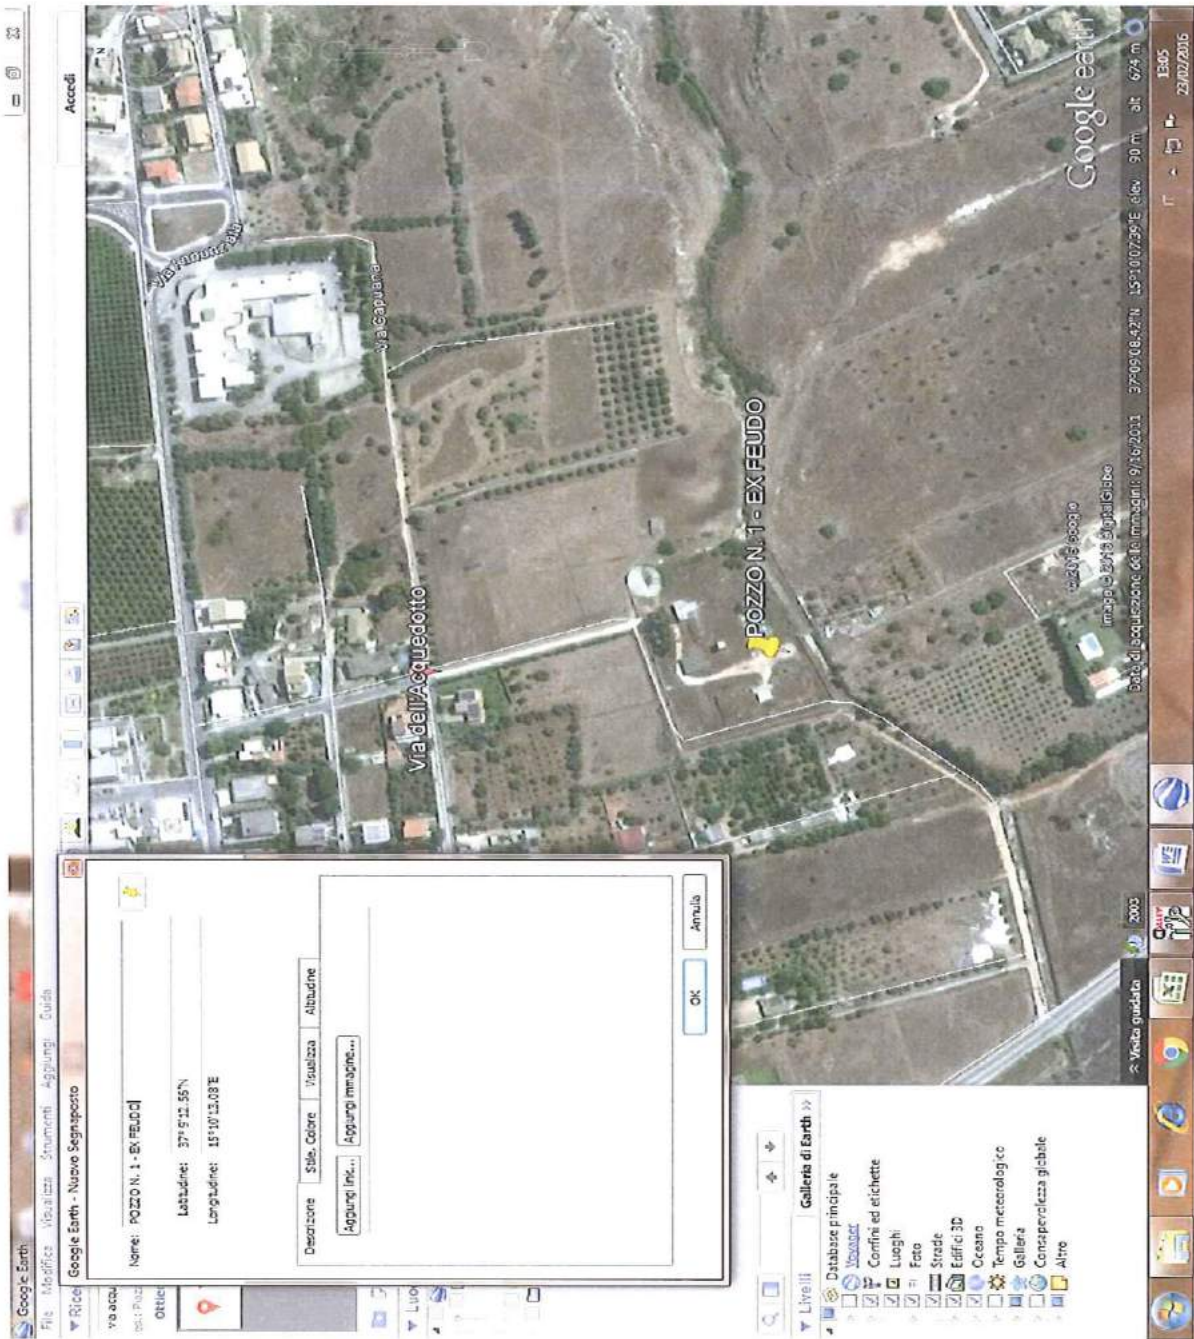 Google Earth
File Modifica Visualizza Strumenti Aggiungi Guida
Accedi
Google Earth - Nuovo Segnaposto
Nome: POZZO N. 1 - EX FEUDO
Latitudine: 37° 9'12.56"N
Longitudine: 15°10'13.03"E
Descrizione
Stile, Colore
Visualizza
Altitudine
Aggiungi link...
Aggiungi immagine...
OK
Annulla
N
Via Capuana
Via dell'Acquedotto
POZZO N. 1 - EX FEUDO
© 2016 Google
Image © 2016 DigitalGlobe
Google earth
Data di acquisizione delle immagini: 9/16/2011 37°09'08.42"N 15°10'07.39"E elev 90 m alt 674 m
2003
Visita guidata
Livelli
Galleria di Earth >>
Database principale
Voyager
Confini ed etichette
Luoghi
Foto
Strade
Edifici 3D
Oceano
Tempo meteorologico
Galleria
Consapevolezza globale
Altro
IT
13:05
23/02/2016